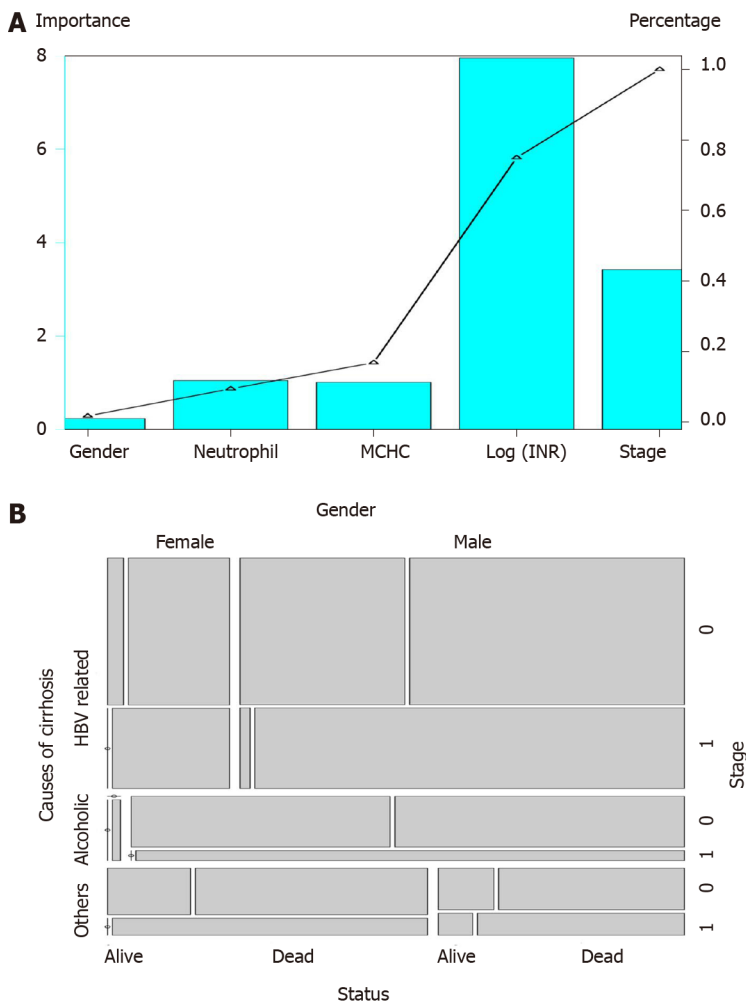 A Importance Percentage
8 1.0
6 0.8
0.6
4 0.4
2 0.2
0 0.0
Gender Neutrophil MCHC Log (INR) Stage
B Gender
Female Male
Causes of cirrhosis
HBV related
Alcoholic
Others
0
1
0
1
0
1
Stage
Alive Dead Alive Dead
Status